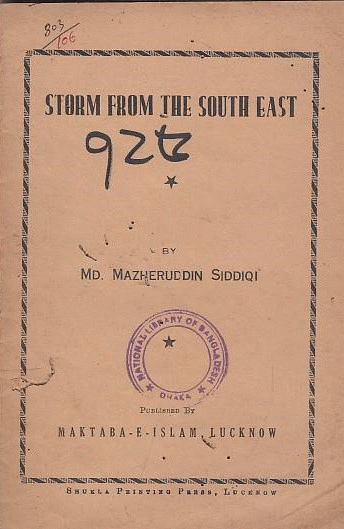 803/106
STORM FROM THE SOUTH EAST
BY
MD. MAZHERUDDIN SIDDIQI
NATIONAL LIBRARY OF BANGLADESH
DHAKA
PUBLISHED BY
MAKTABA-E-ISLAM, LUCKNOW
SHUKLA PRINTING PRESS, LUCKNOW